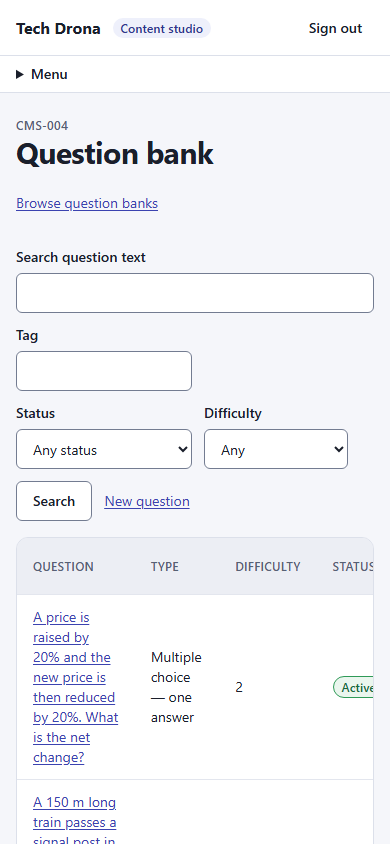 Tech Drona Content studio Sign out
Menu
CMS-004
Question bank
Browse question banks
Search question text
Tag
Status Difficulty
Any status Any
Search New question
QUESTION TYPE DIFFICULTY STATUS
A price is
raised by
20% and the
new price is
then reduced
by 20%. What
is the net
change?
Multiple
choice
— one
answer
2
Active
A 150 m long
train passes a
signal post in